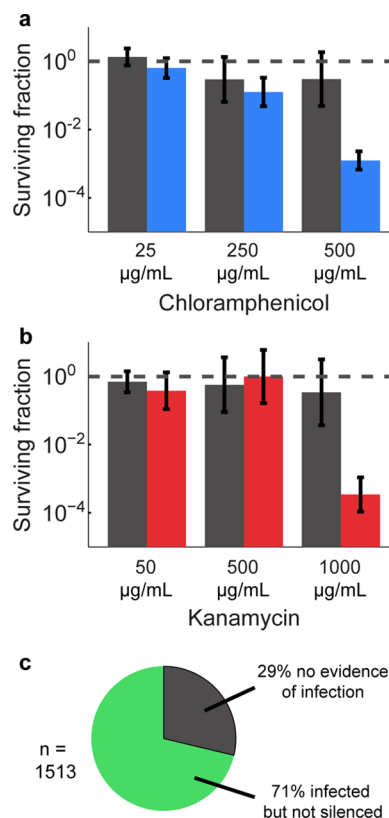 a
Surviving fraction
10^0
10^−2
10^−4
25 250 500
µg/mL µg/mL µg/mL
Chloramphenicol
b
Surviving fraction
10^0
10^−2
10^−4
50 500 1000
µg/mL µg/mL µg/mL
Kanamycin
c
29% no evidence
of infection
n =
1513
71% infected
but not silenced